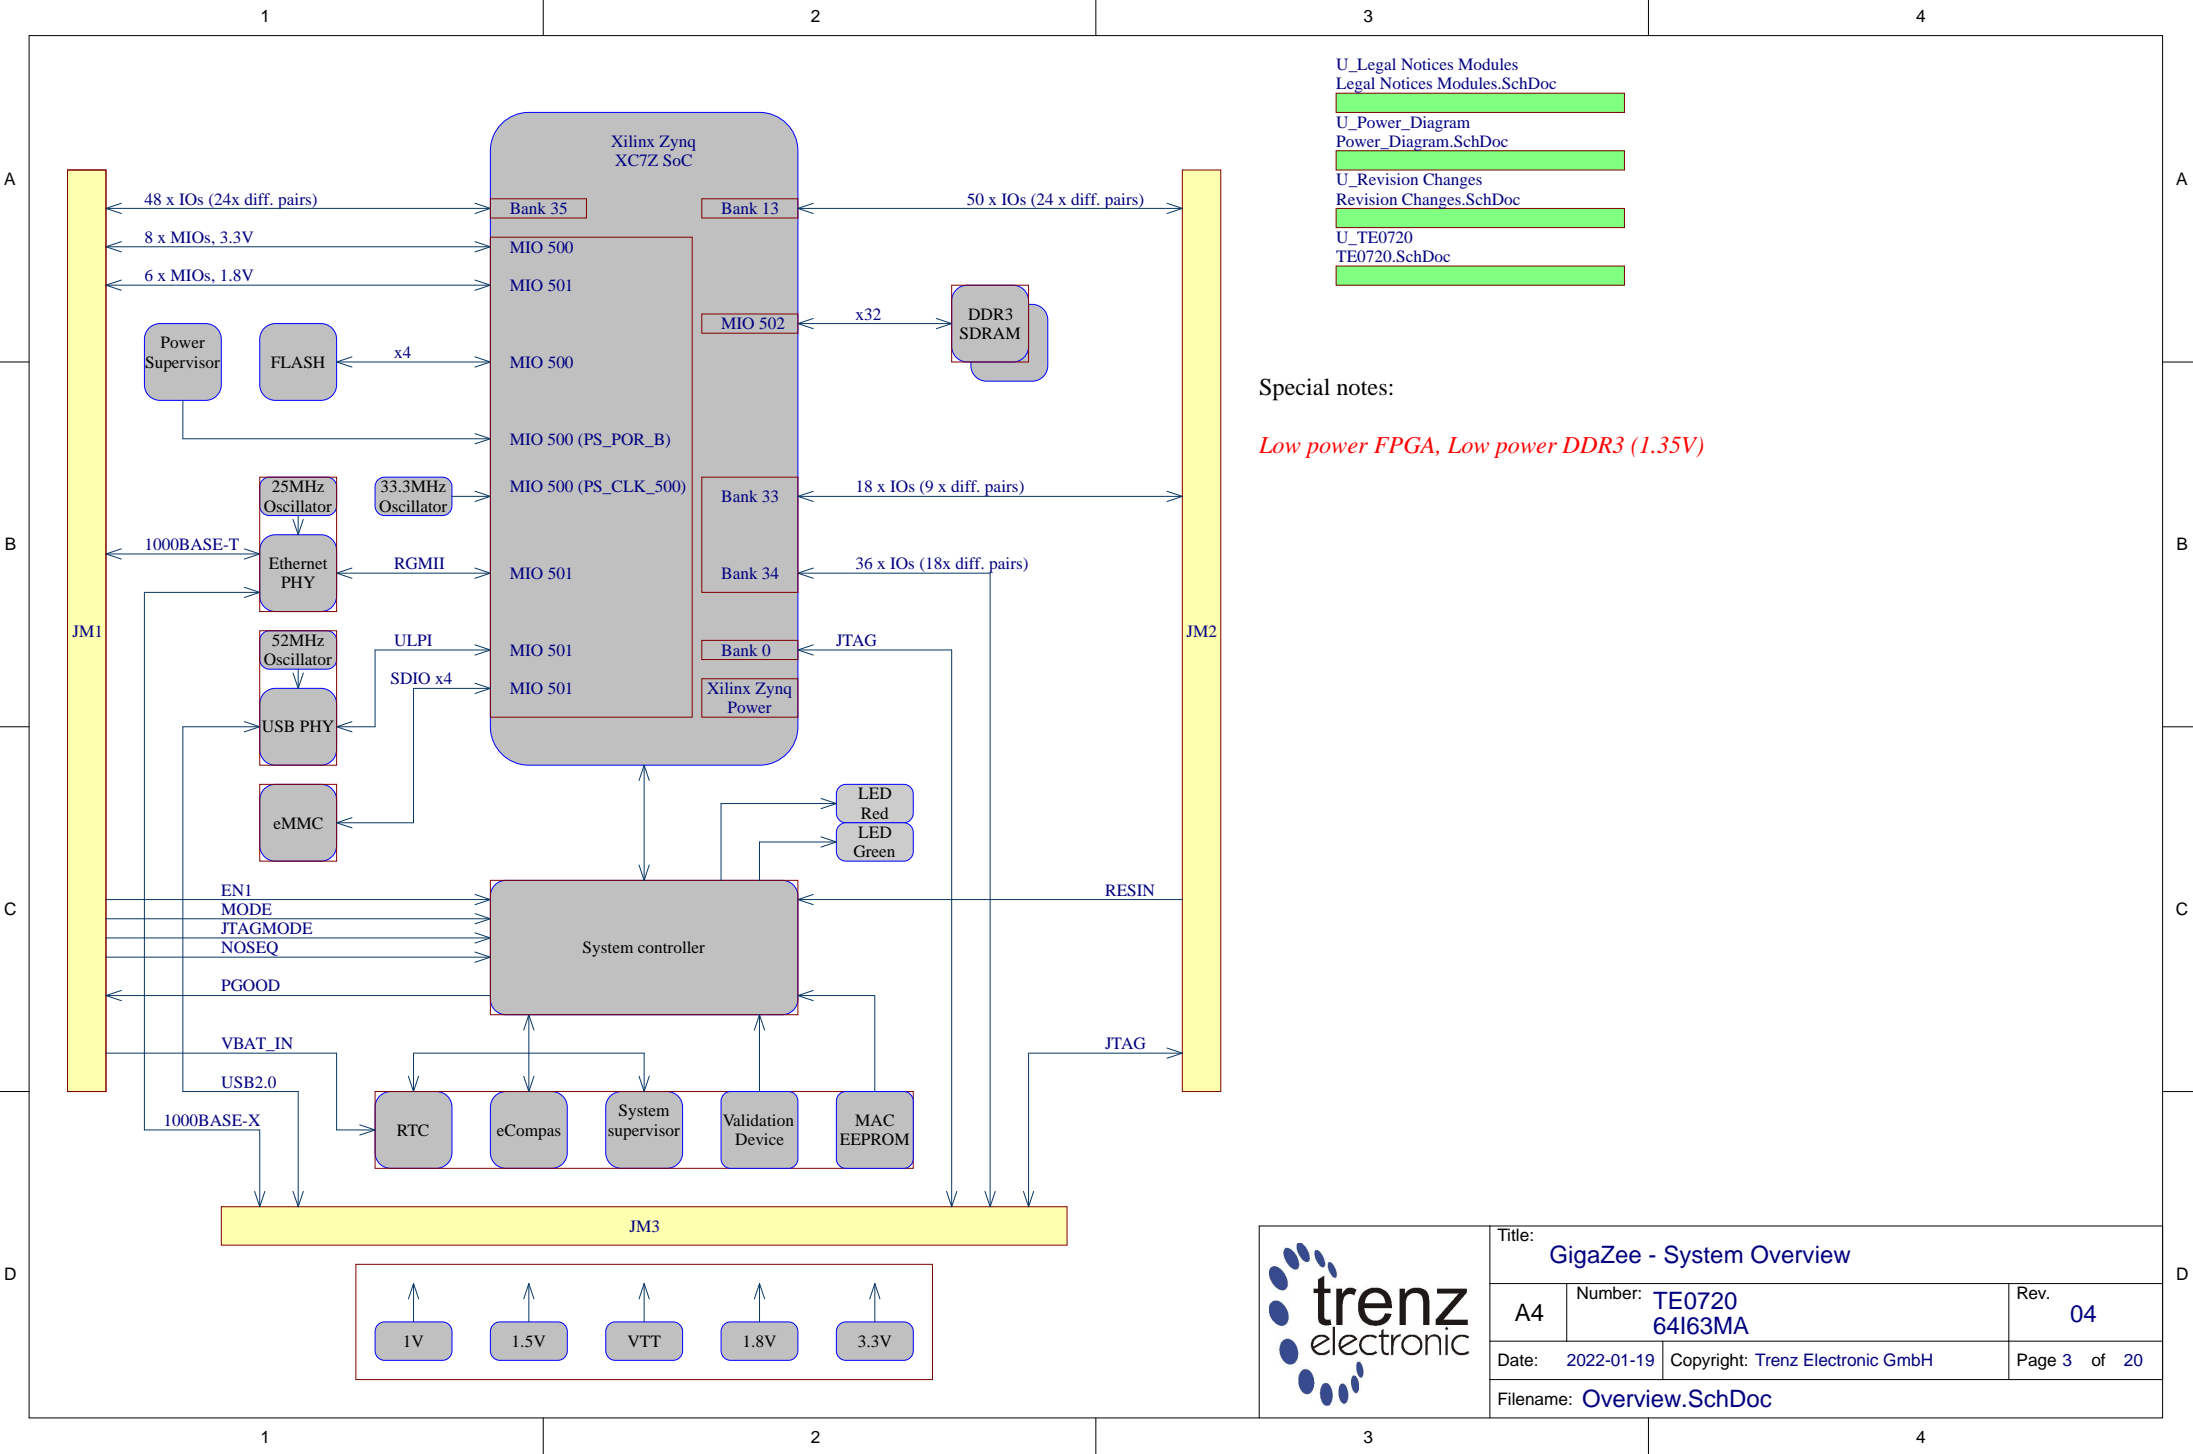 1
2
3
4
A
B
C
D
A
B
C
D
1
2
3
4
U_Legal Notices Modules
Legal Notices Modules.SchDoc
U_Power_Diagram
Power_Diagram.SchDoc
U_Revision Changes
Revision Changes.SchDoc
U_TE0720
TE0720.SchDoc
Xilinx Zynq
XC7Z SoC
48 x IOs (24x diff. pairs)
Bank 35
Bank 13
50 x IOs (24 x diff. pairs)
8 x MIOs, 3.3V
MIO 500
6 x MIOs, 1.8V
MIO 501
MIO 502
x32
DDR3
SDRAM
Power
Supervisor
FLASH
x4
MIO 500
Special notes:
Low power FPGA, Low power DDR3 (1.35V)
MIO 500 (PS_POR_B)
25MHz
Oscillator
33.3MHz
Oscillator
MIO 500 (PS_CLK_500)
Bank 33
18 x IOs (9 x diff. pairs)
1000BASE-T
Ethernet
PHY
RGMII
MIO 501
Bank 34
36 x IOs (18x diff. pairs)
JM1
JM2
52MHz
Oscillator
ULPI
MIO 501
Bank 0
JTAG
SDIO x4
MIO 501
Xilinx Zynq
Power
USB PHY
eMMC
LED
Red
LED
Green
EN1
MODE
JTAGMODE
NOSEQ
PGOOD
System controller
RESIN
VBAT_IN
JTAG
USB2.0
1000BASE-X
RTC
eCompas
System
supervisor
Validation
Device
MAC
EEPROM
JM3
1V
1.5V
VTT
1.8V
3.3V
trenz
electronic
Title:
GigaZee - System Overview
A4
Number: TE0720
64I63MA
Rev.
04
Date: 2022-01-19
Copyright: Trenz Electronic GmbH
Page 3 of 20
Filename: Overview.SchDoc